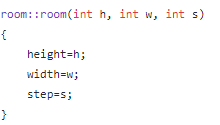 room::room(int h, int w, int s)
{
    height=h;
    width=w;
    step=s;
}